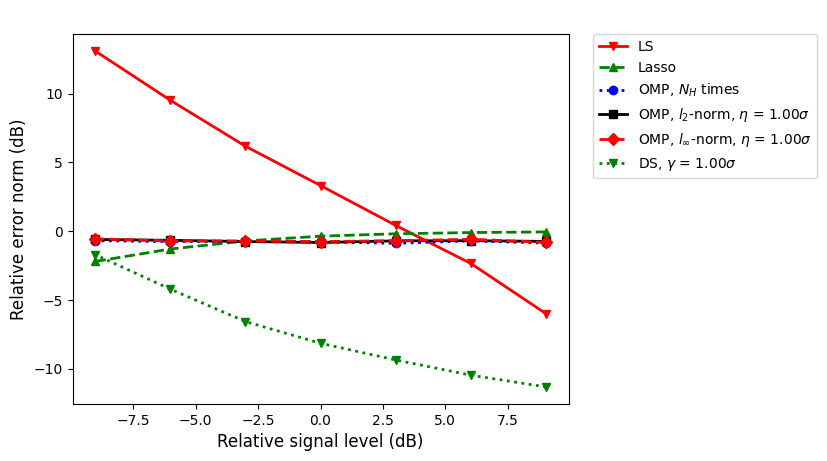 Relative error norm (dB)
10
5
0
−5
−10
−7.5 −5.0 −2.5 0.0 2.5 5.0 7.5
Relative signal level (dB)
LS
Lasso
OMP, N_H times
OMP, l₂-norm, η = 1.00σ
OMP, l∞-norm, η = 1.00σ
DS, γ = 1.00σ